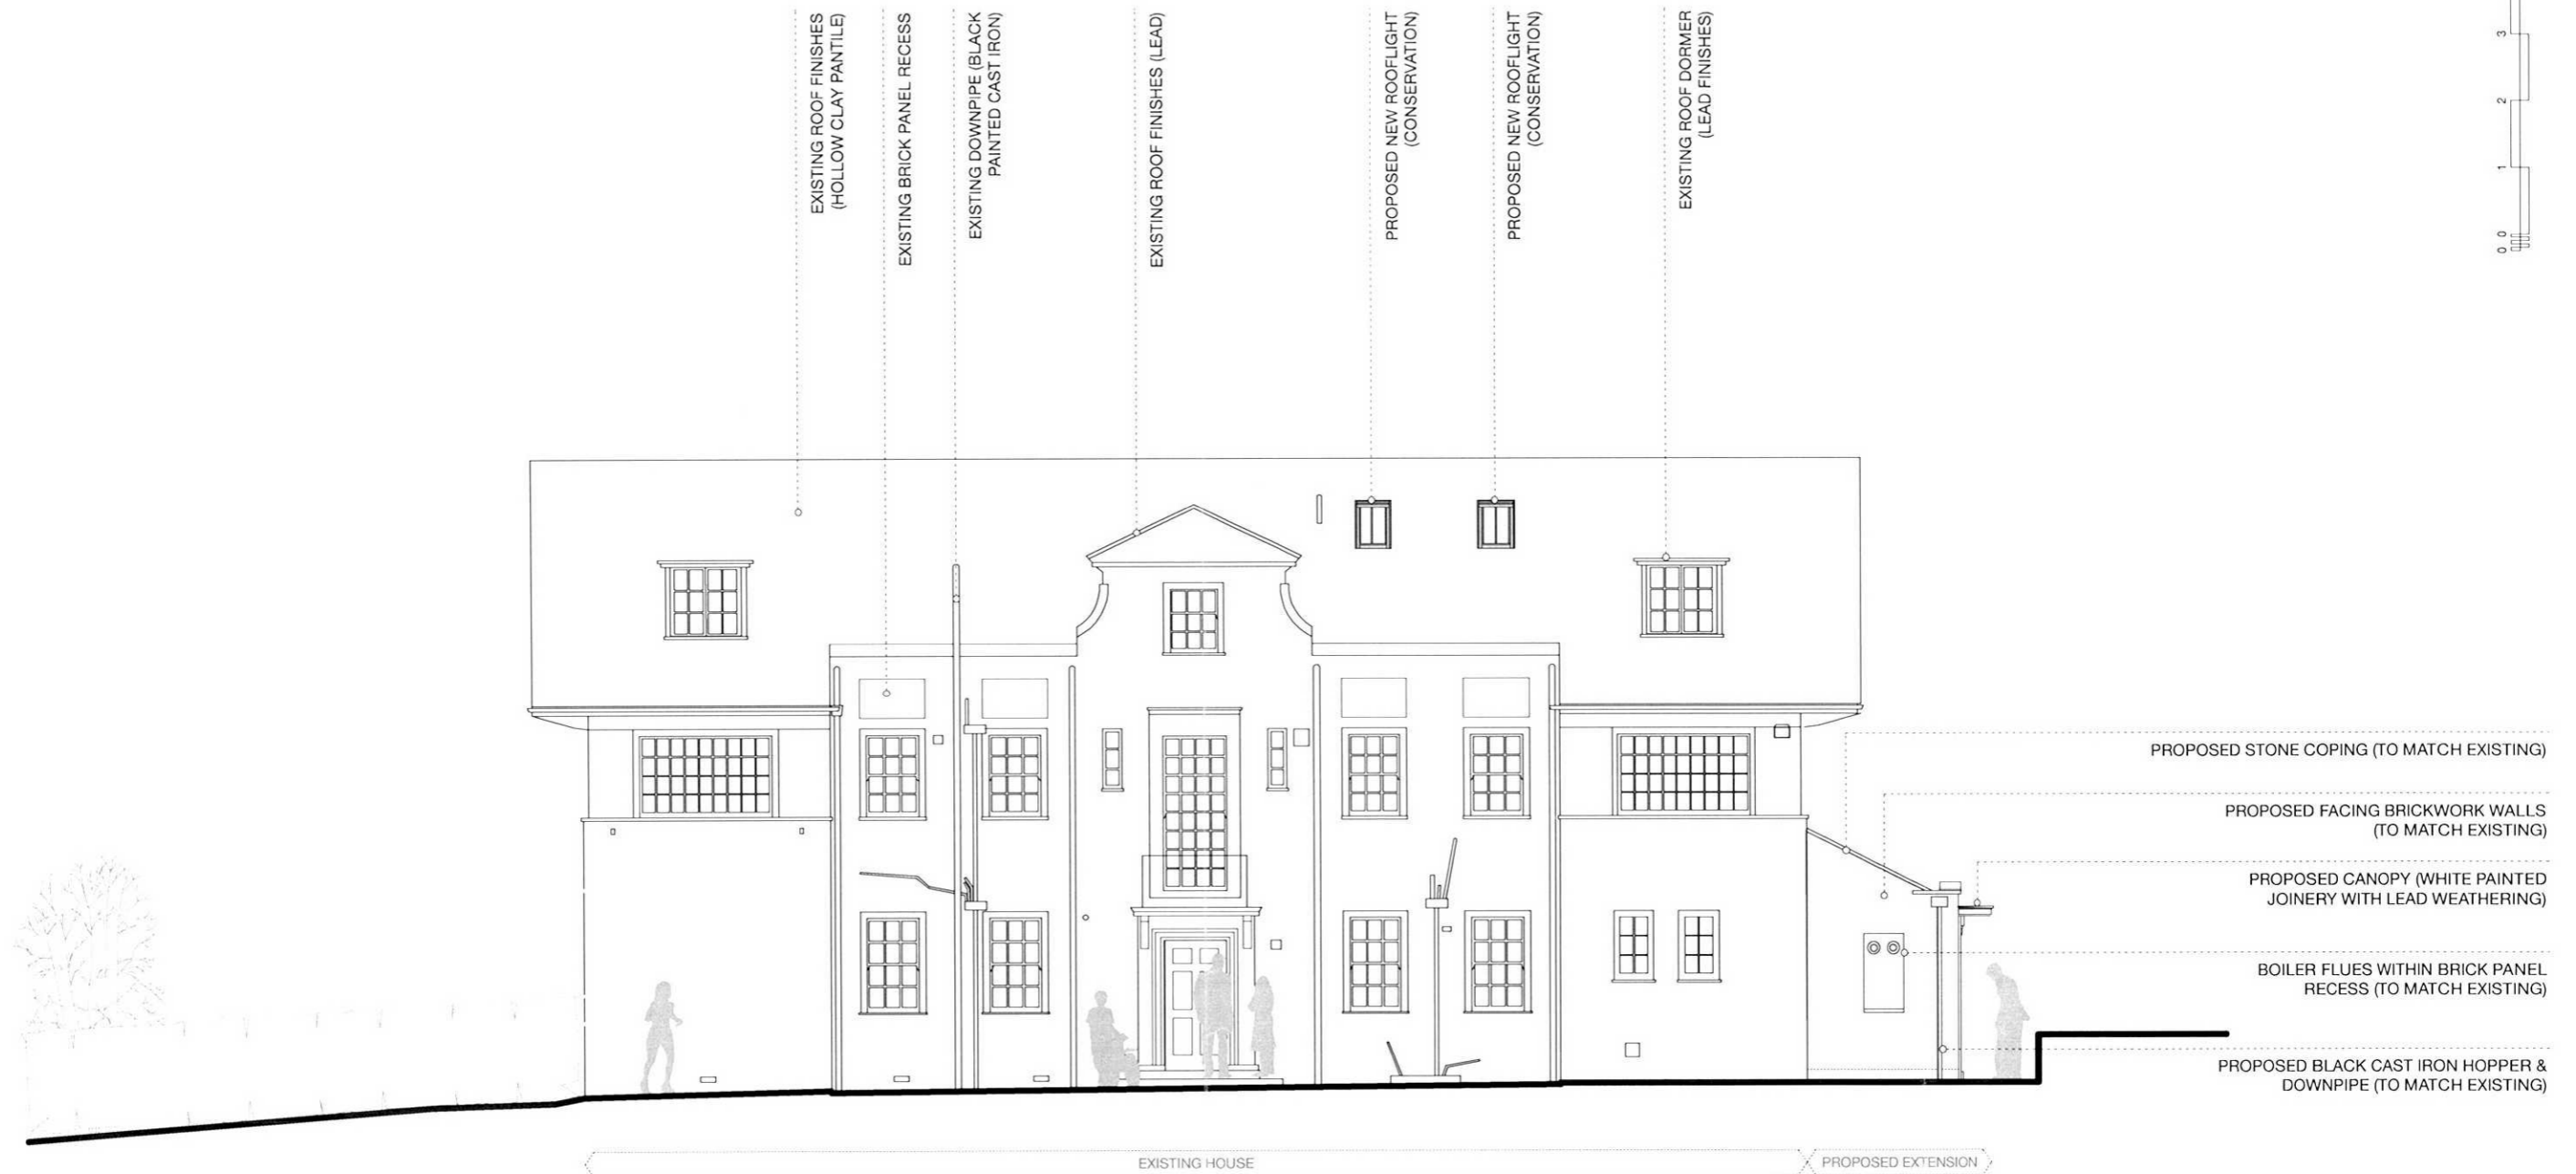 EXISTING ROOF FINISHES
(HOLLOW CLAY PANTILE)
EXISTING BRICK PANEL RECESS
EXISTING DOWNPIPE (BLACK
PAINTED CAST IRON)
EXISTING ROOF FINISHES (LEAD)
PROPOSED NEW ROOFLIGHT
(CONSERVATION)
PROPOSED NEW ROOFLIGHT
(CONSERVATION)
EXISTING ROOF DORMER
(LEAD FINISHES)
3
2
1
0
0
PROPOSED STONE COPING (TO MATCH EXISTING)
PROPOSED FACING BRICKWORK WALLS
(TO MATCH EXISTING)
PROPOSED CANOPY (WHITE PAINTED
JOINERY WITH LEAD WEATHERING)
BOILER FLUES WITHIN BRICK PANEL
RECESS (TO MATCH EXISTING)
PROPOSED BLACK CAST IRON HOPPER &
DOWNPIPE (TO MATCH EXISTING)
EXISTING HOUSE
PROPOSED EXTENSION